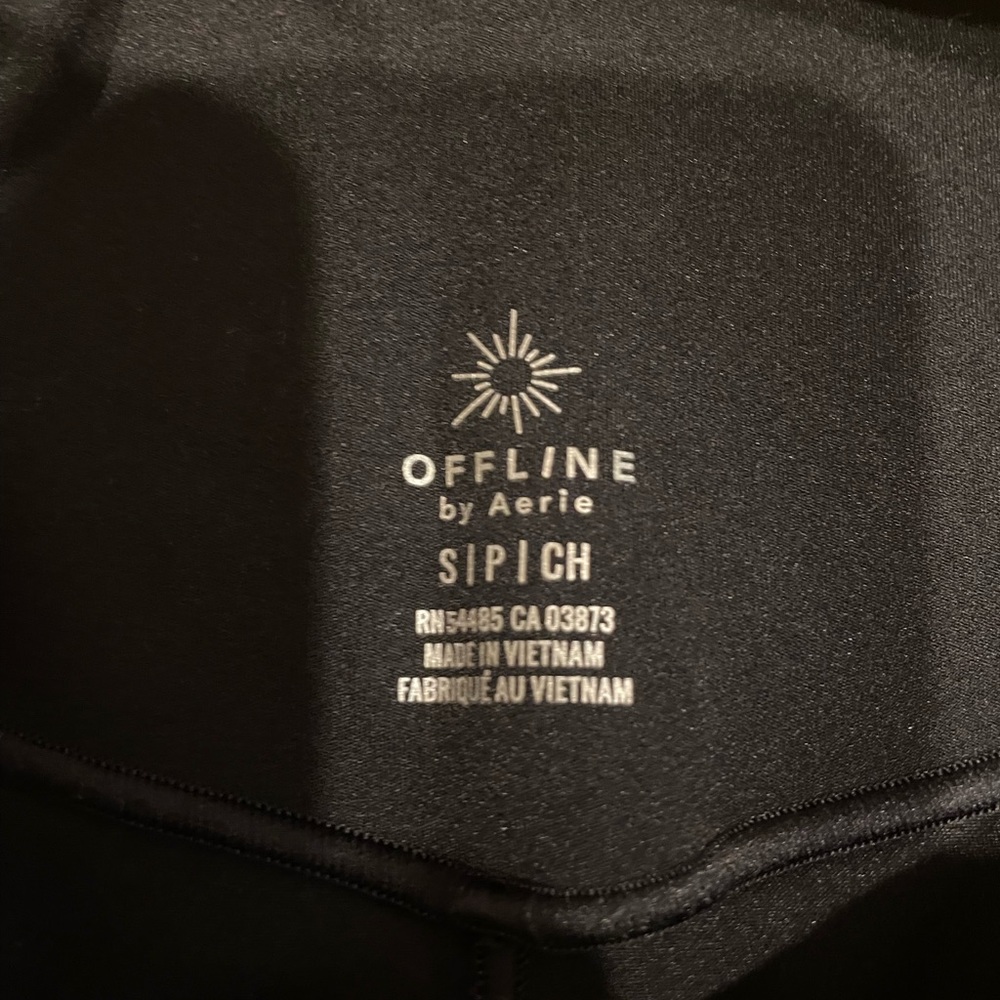 OFFLINE
by Aerie
S|P|CH
RN54485 CA 03873
MADE IN VIETNAM
FABRIQUÉ AU VIETNAM